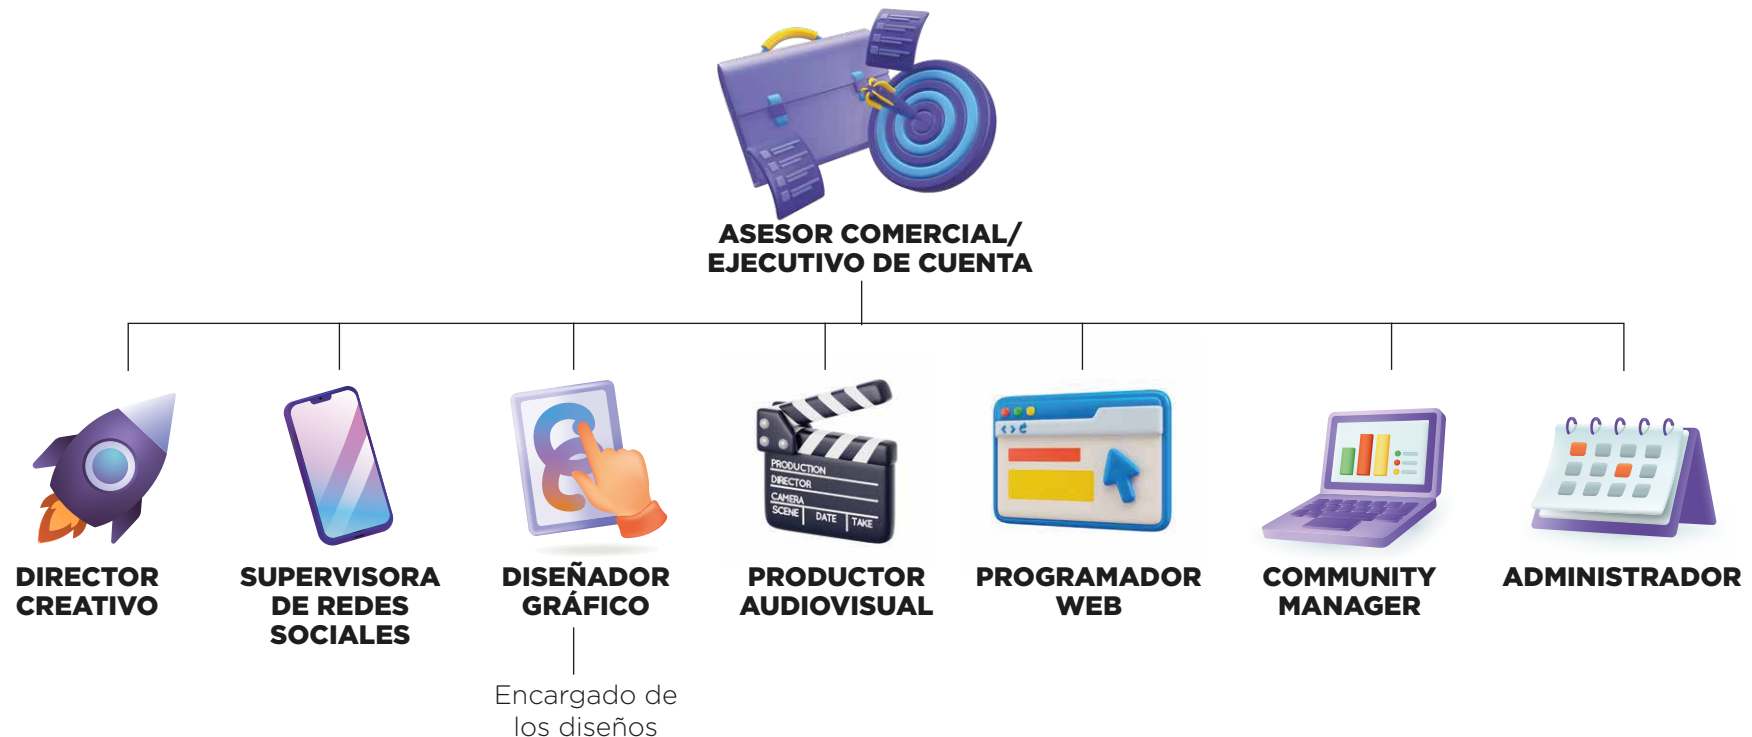 ASESOR COMERCIAL/
EJECUTIVO DE CUENTA
PRODUCTION
DIRECTOR
CAMERA
SCENE DATE TAKE
DIRECTOR
CREATIVO
SUPERVISORA
DE REDES
SOCIALES
DISEÑADOR
GRÁFICO
PRODUCTOR
AUDIOVISUAL
PROGRAMADOR
WEB
COMMUNITY
MANAGER
ADMINISTRADOR
Encargado de
los diseños